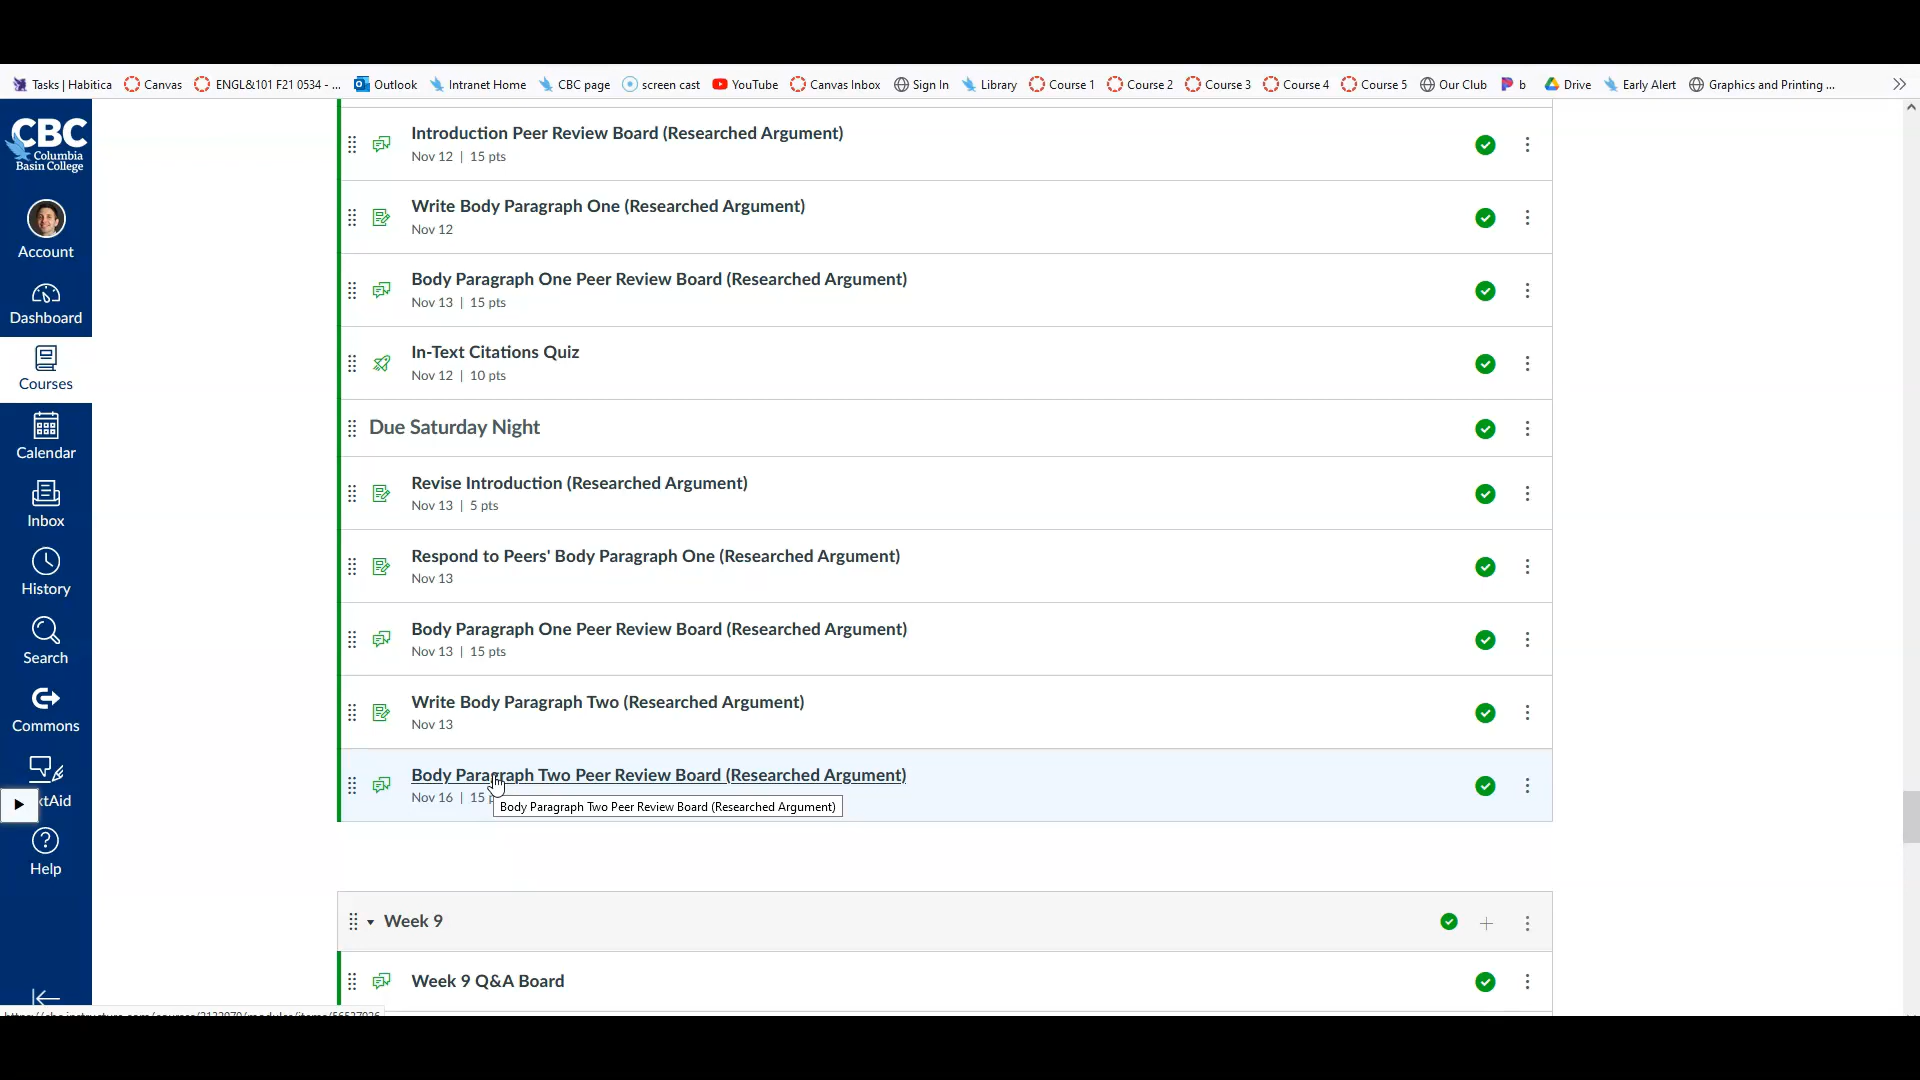 Tasks | Habitica
Canvas
ENGL&101 F21 0534 - ...
Outlook
Intranet Home
CBC page
screen cast
YouTube
Canvas Inbox
Sign In
Library
Course 1
Course 2
Course 3
Course 4
Course 5
Our Club
b
Drive
Early Alert
Graphics and Printing ...
CBC
Columbia
Basin College
Account
Dashboard
Courses
Calendar
Inbox
History
Search
Commons
xtAid
Help
Introduction Peer Review Board (Researched Argument)
Nov 12 | 15 pts
Write Body Paragraph One (Researched Argument)
Nov 12
Body Paragraph One Peer Review Board (Researched Argument)
Nov 13 | 15 pts
In-Text Citations Quiz
Nov 12 | 10 pts
Due Saturday Night
Revise Introduction (Researched Argument)
Nov 13 | 5 pts
Respond to Peers' Body Paragraph One (Researched Argument)
Nov 13
Body Paragraph One Peer Review Board (Researched Argument)
Nov 13 | 15 pts
Write Body Paragraph Two (Researched Argument)
Nov 13
Body Paragraph Two Peer Review Board (Researched Argument)
Nov 16 | 15 p
Body Paragraph Two Peer Review Board (Researched Argument)
Week 9
Week 9 Q&A Board